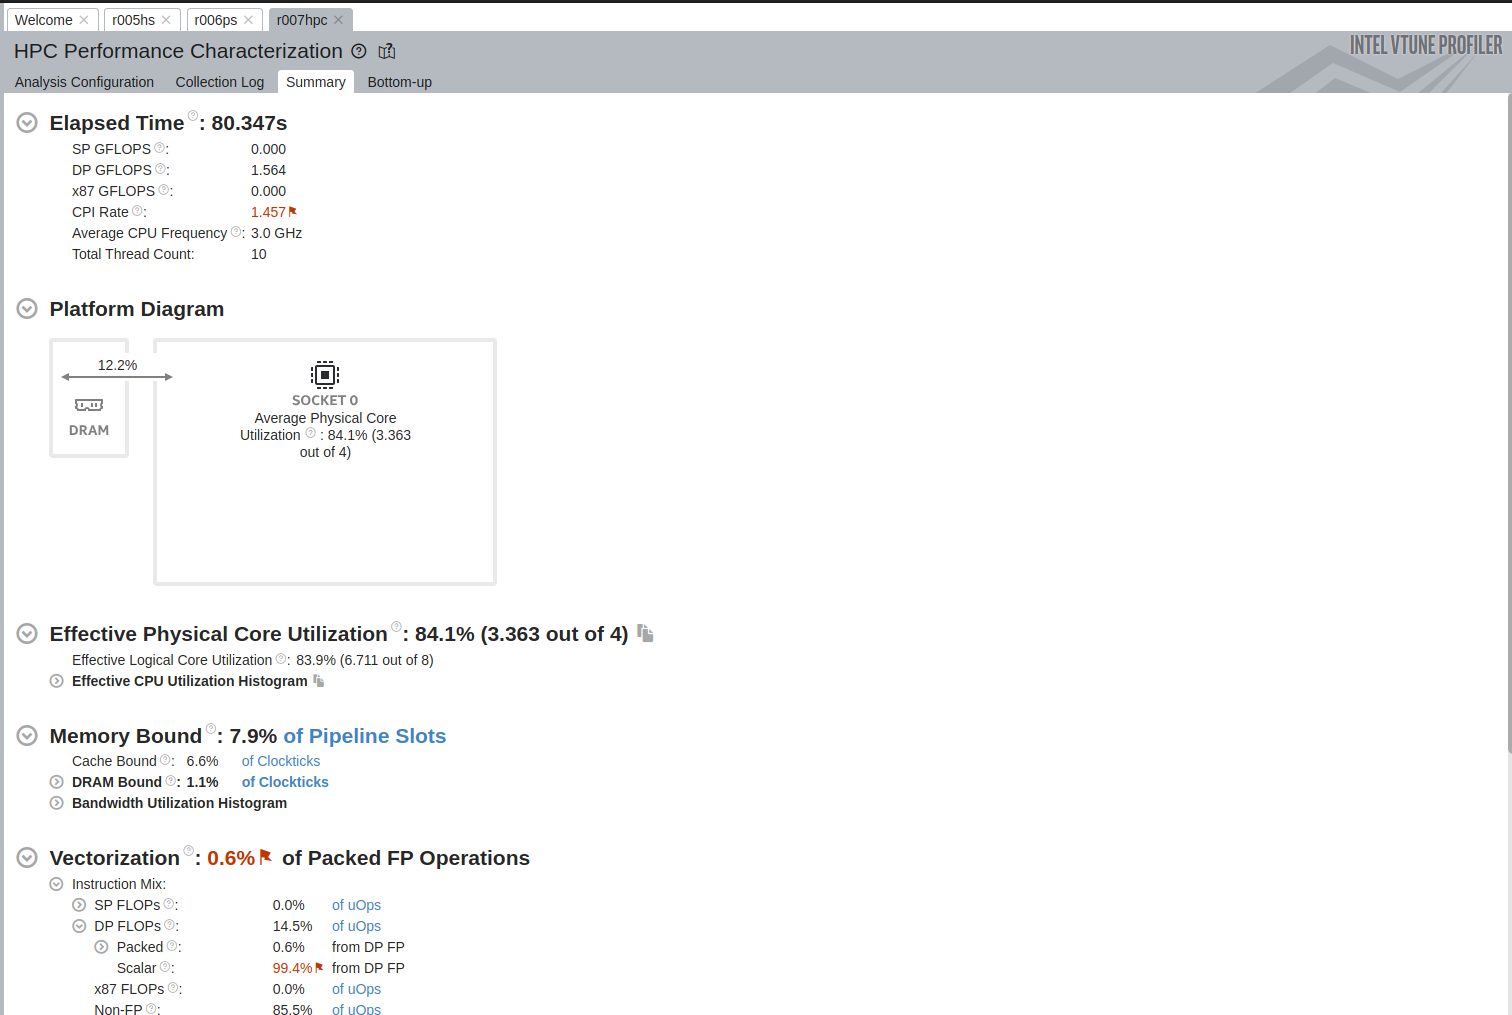 Welcome r005hs r006ps r007hpc
HPC Performance Characterization
INTEL VTUNE PROFILER
Analysis Configuration Collection Log Summary Bottom-up
Elapsed Time: 80.347s
SP GFLOPS: 0.000
DP GFLOPS: 1.564
x87 GFLOPS: 0.000
CPI Rate: 1.457
Average CPU Frequency: 3.0 GHz
Total Thread Count: 10
Platform Diagram
12.2%
DRAM
SOCKET 0
Average Physical Core
Utilization : 84.1% (3.363
out of 4)
Effective Physical Core Utilization: 84.1% (3.363 out of 4)
Effective Logical Core Utilization: 83.9% (6.711 out of 8)
Effective CPU Utilization Histogram
Memory Bound: 7.9% of Pipeline Slots
Cache Bound: 6.6% of Clockticks
DRAM Bound: 1.1% of Clockticks
Bandwidth Utilization Histogram
Vectorization: 0.6% of Packed FP Operations
Instruction Mix:
SP FLOPs: 0.0% of uOps
DP FLOPs: 14.5% of uOps
Packed: 0.6% from DP FP
Scalar: 99.4% from DP FP
x87 FLOPs: 0.0% of uOps
Non-FP: 85.5% of uOps